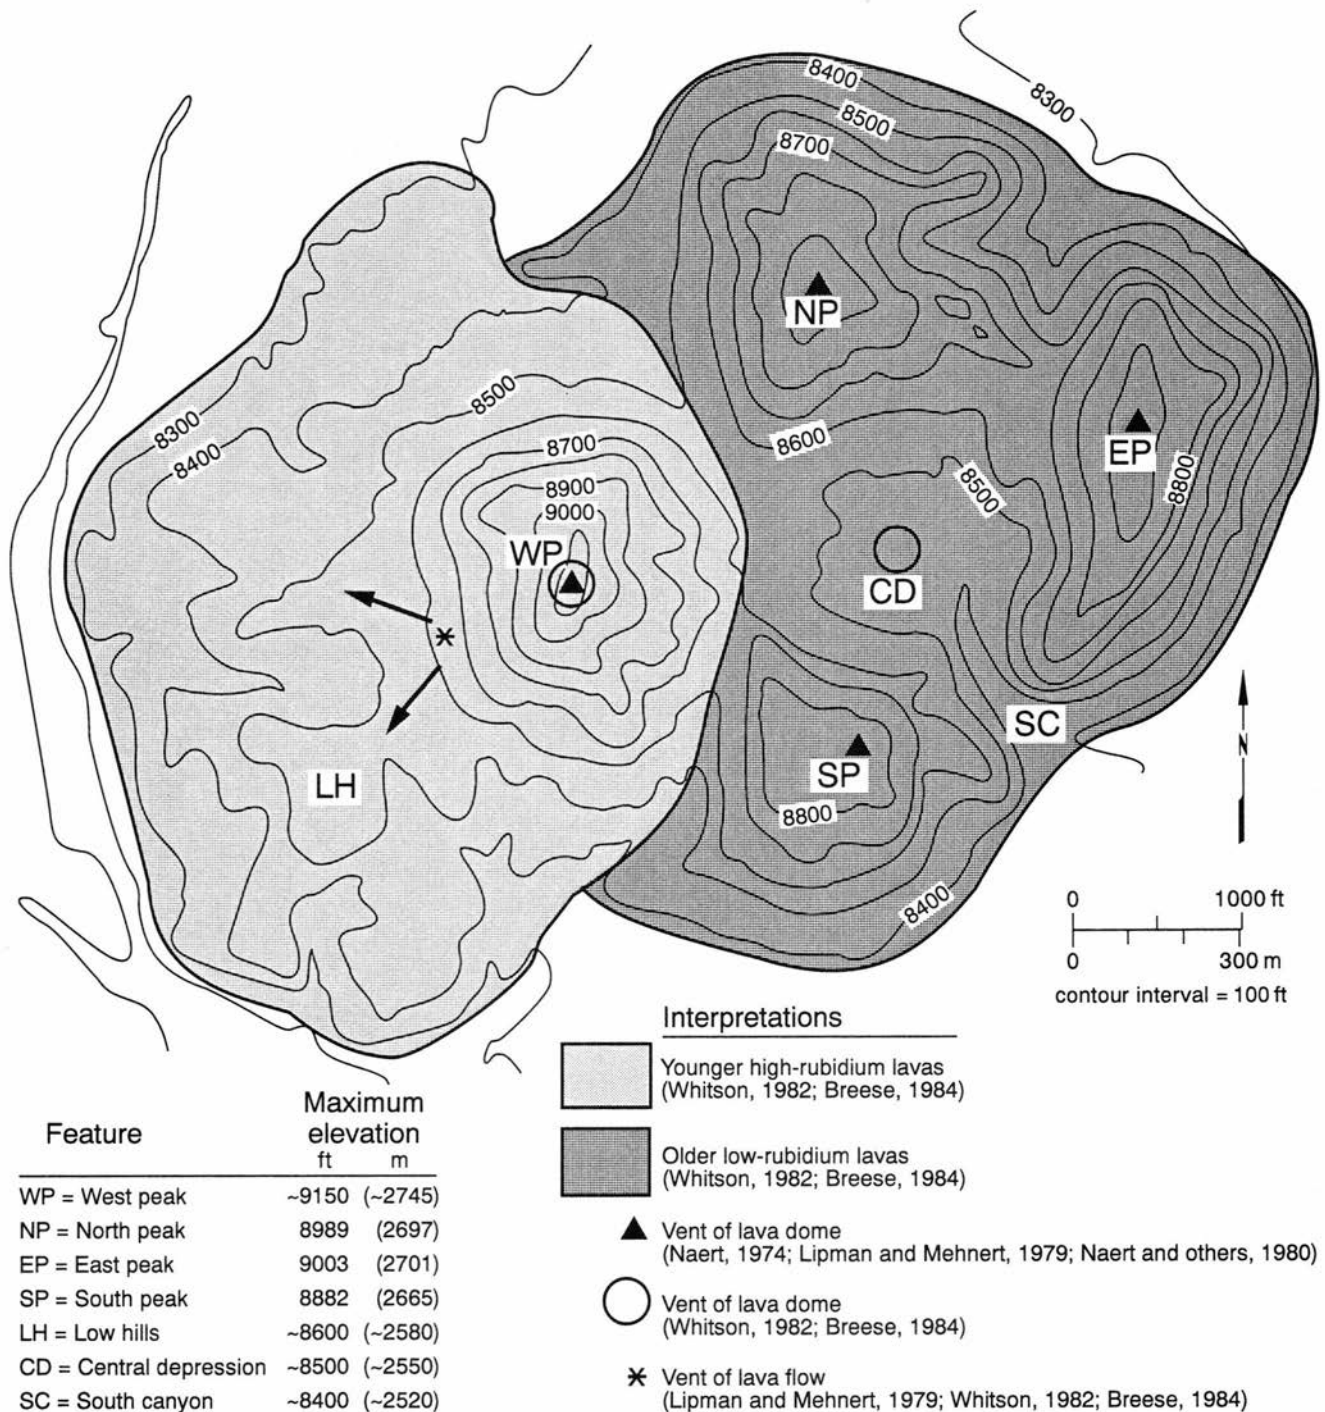 8400
8300
8500
8700
NP
8300
8500
8400
8700
8600
EP
8800
8900
9000
8500
WP
CD
SC
N
LH
SP
8800
8400
0 1000 ft
0 300 m
contour interval = 100 ft
Interpretations
Younger high-rubidium lavas
(Whitson, 1982; Breese, 1984)
Older low-rubidium lavas
(Whitson, 1982; Breese, 1984)
Vent of lava dome
(Naert, 1974; Lipman and Mehnert, 1979; Naert and others, 1980)
Vent of lava dome
(Whitson, 1982; Breese, 1984)
Vent of lava flow
(Lipman and Mehnert, 1979; Whitson, 1982; Breese, 1984)
Maximum
Feature elevation
ft m
WP = West peak ~9150 (~2745)
NP = North peak 8989 (2697)
EP = East peak 9003 (2701)
SP = South peak 8882 (2665)
LH = Low hills ~8600 (~2580)
CD = Central depression ~8500 (~2550)
SC = South canyon ~8400 (~2520)